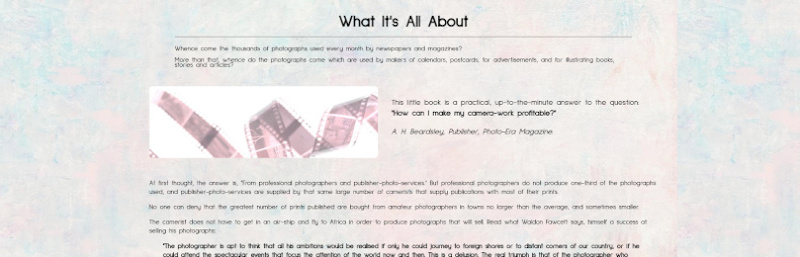 What It's All About
Whence come the thousands of photographs used every month by newspapers and magazines?
More than that, whence do the photographs come which are used by makers of calendars, postcards, for advertisements, and for illustrating books,
stories and articles?
This little book is a practical, up-to-the-minute answer to the question:
"How can I make my camera-work profitable?"
A. H. Beardsley, Publisher, Photo-Era Magazine.
At first thought, the answer is, "From professional photographers and publisher-photo-services." But professional photographers do not produce one-third of the photographs
used, and publisher-photo-services are supplied by that same large number of camerists that supply publications with most of their prints.
No one can deny that the greatest number of prints published are bought from amateur photographers in towns no larger than the average, and sometimes smaller.
The camerist does not have to get in an air-ship and fly to Africa in order to produce photographs that will sell. Read what Waldon Fawcett says, himself a success at
selling his photographs:
"The photographer is apt to think that all his ambitions would be realised if only he could journey to foreign shores or to distant corners of our country, or if he
could attend the spectacular events that focus the attention of the world now and then. This is a delusion. The real triumph is that of the photographer who